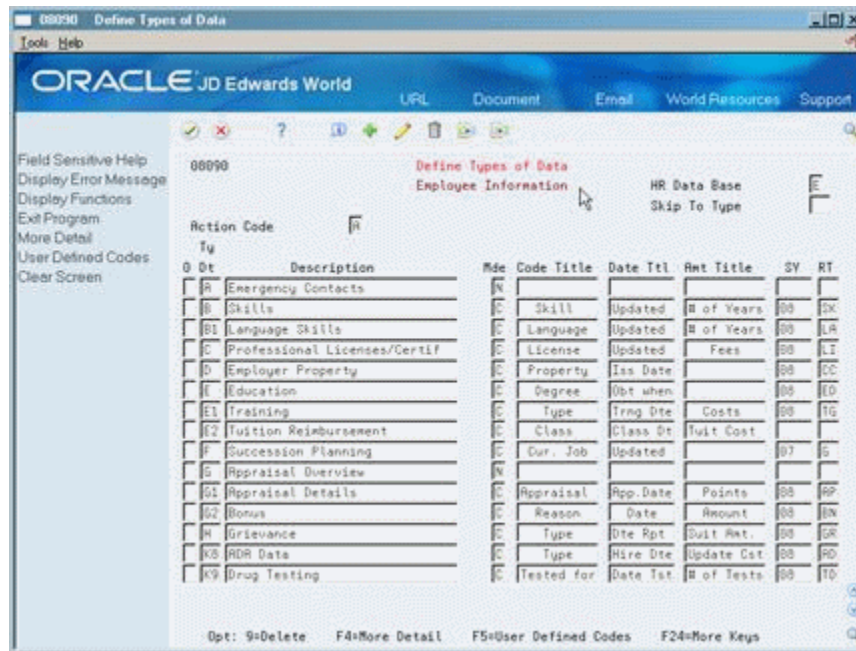 08090 Define Types of Data
Tools Help
ORACLE JD Edwards World
URL Document Email World Resources Support
Field Sensitive Help
Display Error Message
Display Functions
Exit Program
More Detail
User Defined Codes
Clear Screen
08090 Define Types of Data
Employee Information HR Data Base E
Skip To Type
Action Code A
Ty
O Dt Description Mde Code Title Date Ttl Amt Title SY RT
A Emergency Contacts N
B Skills C Skill Updated # of Years 08 SK
B1 Language Skills C Language Updated # of Years 08 LA
C Professional Licenses/Certif C License Updated Fees 08 LI
D Employer Property C Property Iss Date 08 CC
E Education C Degree Obt when 08 ED
E1 Training C Type Trng Dte Costs 08 TG
E2 Tuition Reimbursement C Class Class Dt Tuit Cost
F Succession Planning C Cur. Job Updated 07 G
G Appraisal Overview N
G1 Appraisal Details C Appraisal App.Date Points 08 AP
G2 Bonus C Reason Date Amount 08 BN
H Grievance C Type Dte Rpt Suit Amt. 08 GR
K8 ADA Data C Type Hire Dte Update Cst 08 AD
K9 Drug Testing C Tested for Date Tst # of Tests 08 TD
Opt: 9=Delete F4=More Detail F5=User Defined Codes F24=More Keys